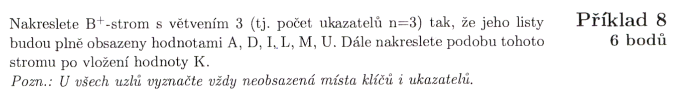 Nakreslete B⁺-strom s větvením 3 (tj. počet ukazatelů n=3) tak, že jeho listy
budou plně obsazeny hodnotami A, D, I, L, M, U. Dále nakreslete podobu tohoto
stromu po vložení hodnoty K.
Pozn.: U všech uzlů vyznačte vždy neobsazená místa klíčů i ukazatelů.
Příklad 8
6 bodů